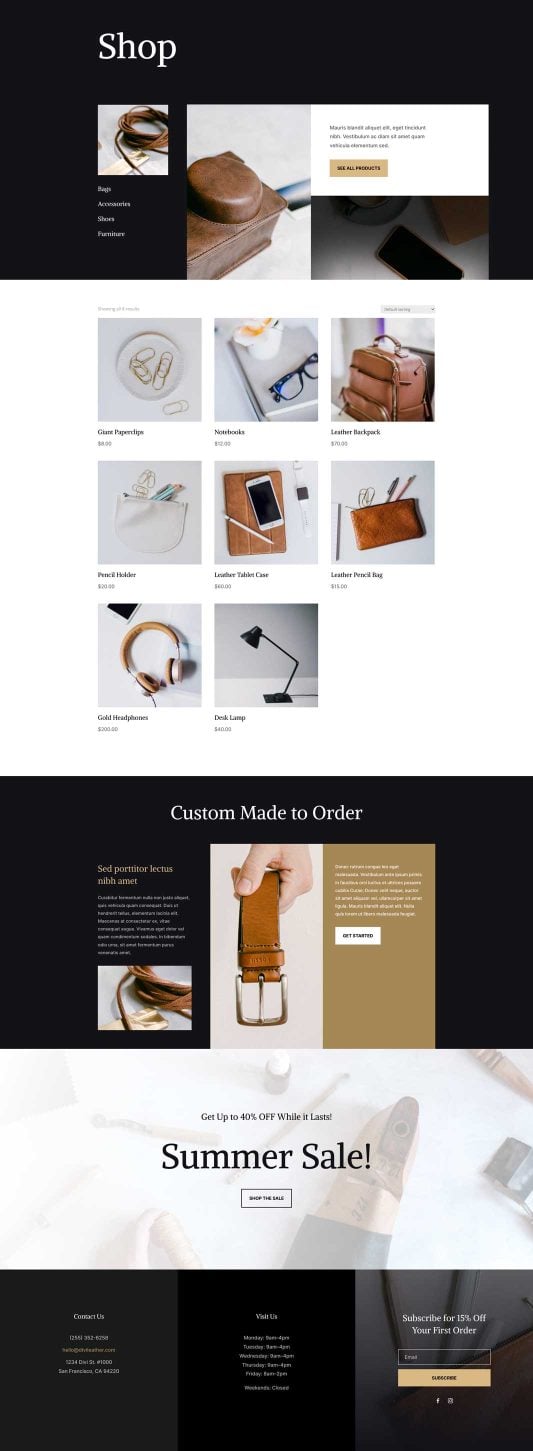 Shop
Mauris blandit aliquet elit, eget tincidunt
nibh. Vestibulum ac diam sit amet quam
vehicula elementum sed.
SEE ALL PRODUCTS
Bags
Accessories
Shoes
Furniture
Showing all 8 results
Default sorting
Giant Paperclips
$8.00
Notebooks
$12.00
Leather Backpack
$70.00
Pencil Holder
$20.00
Leather Tablet Case
$60.00
Leather Pencil Bag
$15.00
Gold Headphones
$200.00
Desk Lamp
$40.00
Custom Made to Order
Sed porttitor lectus
nibh amet
Curabitur fermentum nulla non justo aliquet,
quis vehicula quam consequat. Duis ut
hendrerit tellus, elementum lacinia elit.
Maecenas at consectetur ex, vitae
consequat augue. Vivamus eget dolor vel
quam condimentum sodales. In bibendum
odio urna, sit amet fermentum purus
venenatis amet.
Donec rutrum congue leo eget
malesuada. Vestibulum ante ipsum primis
in faucibus orci luctus et ultrices posuere
cubilia Curae; Donec velit neque, auctor
sit amet aliquam vel, ullamcorper sit amet
ligula. Mauris blandit aliquet elit. Nulla
quis lorem ut libero malesuada feugiat.
GET STARTED
Get Up to 40% OFF While it Lasts!
Summer Sale!
SHOP THE SALE
Contact Us
(255) 352-6258
hello@divileather.com
1234 Divi St. #1000
San Francisco, CA 94220
Visit Us
Monday: 9am–4pm
Tuesday: 9am–4pm
Wednesday: 9am–4pm
Thursday: 9am–4pm
Friday: 8am–2pm
Weekends: Closed
Subscribe for 15% Off
Your First Order
Email
SUBSCRIBE